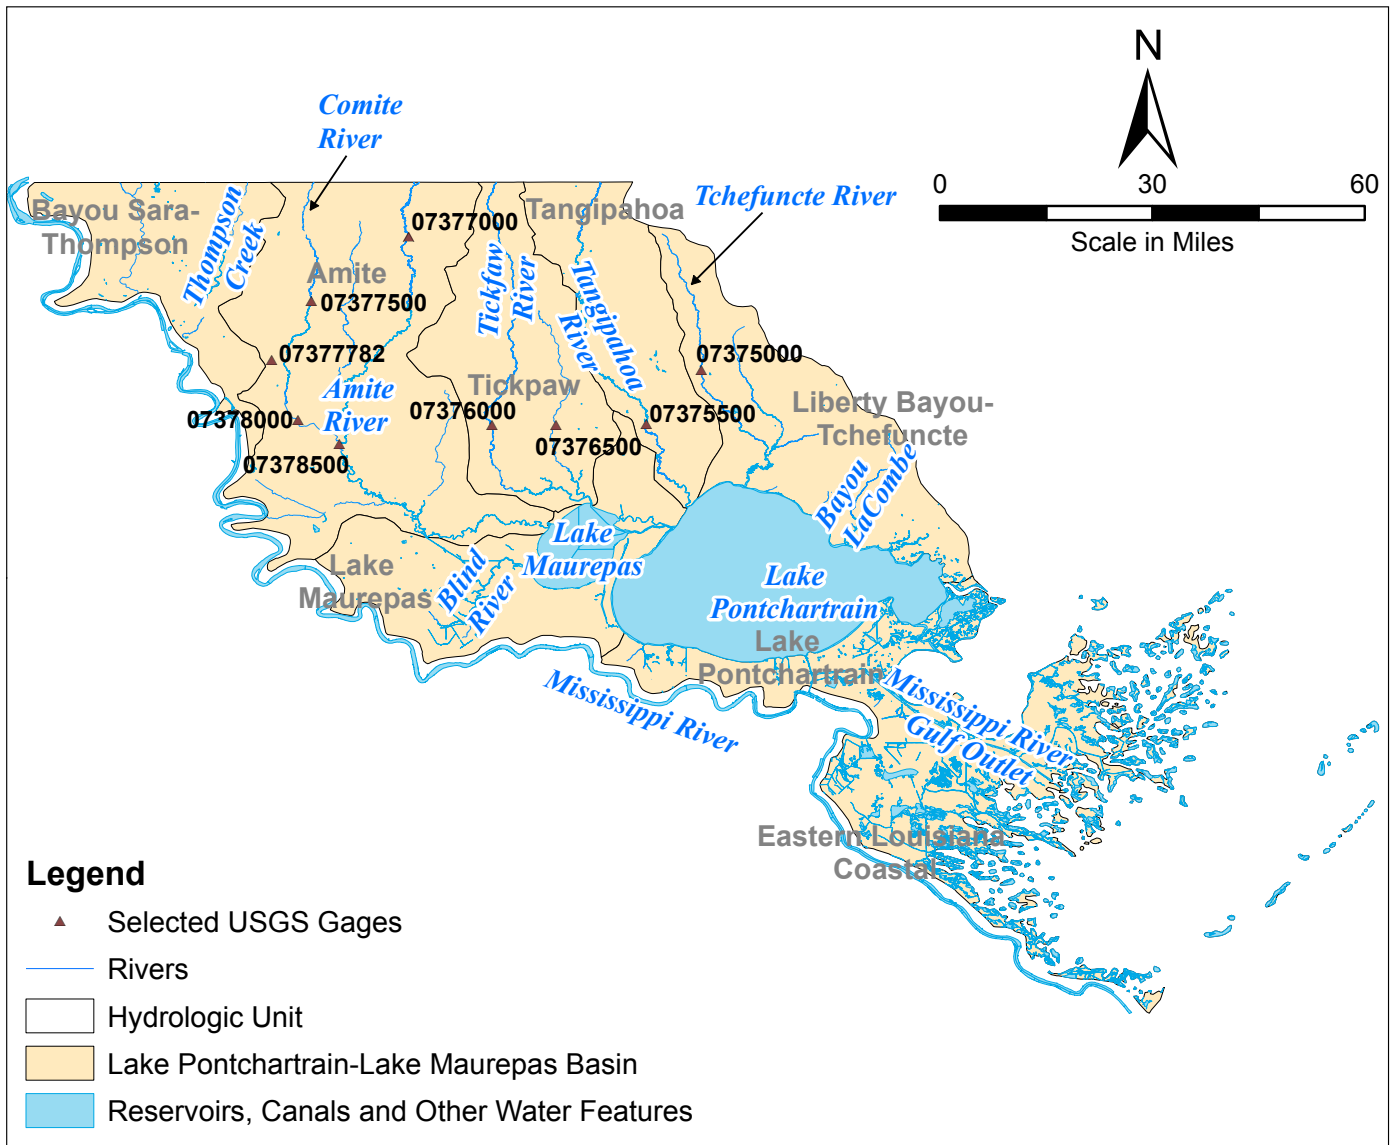 N
0 30 60
Scale in Miles
Comite
River
Tchefuncte River
Bayou Sara-
Thompson
Thompson
Creek
Tangipahoa
07377000
Amite
07377500
Tickfaw
River
Tangipahoa
River
07377782
07375000
Amite
River
Tickpaw
07376000
07378000
07375500
07376500
07378500
Liberty Bayou-
Tchefuncte
Bayou
LaCombe
Lake
Maurepas
Lake
Maurepas
Blind
River
Lake
Pontchartrain
Lake
Pontchartrain
Mississippi River
Mississippi River
Gulf Outlet
Eastern Louisiana
Coastal
Legend
Selected USGS Gages
Rivers
Hydrologic Unit
Lake Pontchartrain-Lake Maurepas Basin
Reservoirs, Canals and Other Water Features